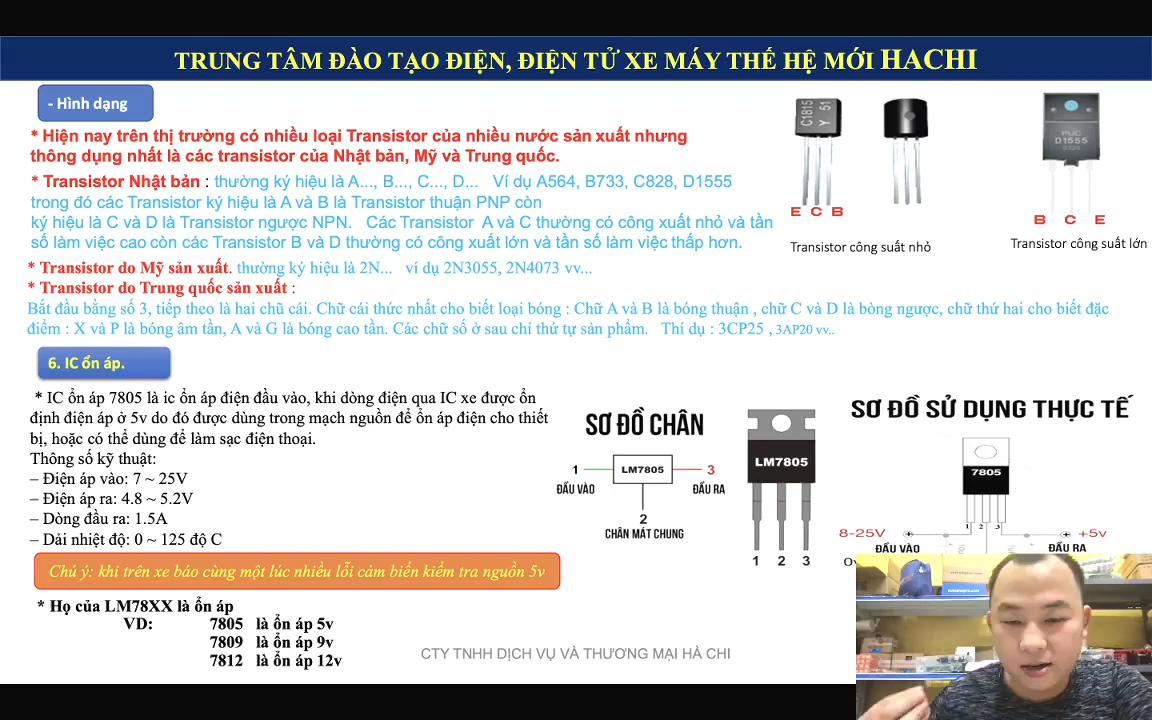 TRUNG TÂM ĐÀO TẠO ĐIỆN, ĐIỆN TỬ XE MÁY THẾ HỆ MỚI HACHI
- Hình dạng
* Hiện nay trên thị trường có nhiều loại Transistor của nhiều nước sản xuất nhưng
thông dụng nhất là các transistor của Nhật bản, Mỹ và Trung quốc.
* Transistor Nhật bản : thường ký hiệu là A..., B..., C..., D... Ví dụ A564, B733, C828, D1555
trong đó các Transistor ký hiệu là A và B là Transistor thuận PNP còn
ký hiệu là C và D là Transistor ngược NPN. Các Transistor A và C thường có công xuất nhỏ và tần
số làm việc cao còn các Transistor B và D thường có công xuất lớn và tần số làm việc thấp hơn.
C1815
Y 51
E C B
Transistor công suất nhỏ
PUC
D1555
B C E
Transistor công suất lớn
* Transistor do Mỹ sản xuất. thường ký hiệu là 2N... ví dụ 2N3055, 2N4073 vv...
* Transistor do Trung quốc sản xuất :
Bắt đầu bằng số 3, tiếp theo là hai chũ cái. Chữ cái thức nhất cho biết loại bóng : Chữ A và B là bóng thuận , chữ C và D là bòng ngược, chữ thứ hai cho biết đặc
điểm : X và P là bóng âm tần, A và G là bóng cao tần. Các chữ số ở sau chỉ thứ tự sản phẩm. Thí dụ : 3CP25 , 3AP20 vv..
6. IC ổn áp.
* IC ổn áp 7805 là ic ổn áp điện đầu vào, khi dòng điện qua IC xe được ổn
định điện áp ở 5v do đó được dùng trong mạch nguồn để ổn áp điện cho thiết
bị, hoặc có thể dùng để làm sạc điện thoại.
Thông số kỹ thuật:
– Điện áp vào: 7 ~ 25V
– Điện áp ra: 4.8 ~ 5.2V
– Dòng đầu ra: 1.5A
– Dải nhiệt độ: 0 ~ 125 độ C
Chú ý: khi trên xe báo cùng một lúc nhiều lỗi cảm biến kiểm tra nguồn 5v
* Họ của LM78XX là ổn áp
VD: 7805 là ổn áp 5v
7809 là ổn áp 9v
7812 là ổn áp 12v
SƠ ĐỒ CHÂN
1 LM7805 3
ĐẦU VÀO ĐẦU RA
2
CHÂN MÁT CHUNG
LM7805
1 2 3
SƠ ĐỒ SỬ DỤNG THỰC TẾ
7805
1 2 3
8-25V +5v
ĐẦU VÀO ĐẦU RA
CTY TNHH DỊCH VỤ VÀ THƯƠNG MẠI HÀ CHI